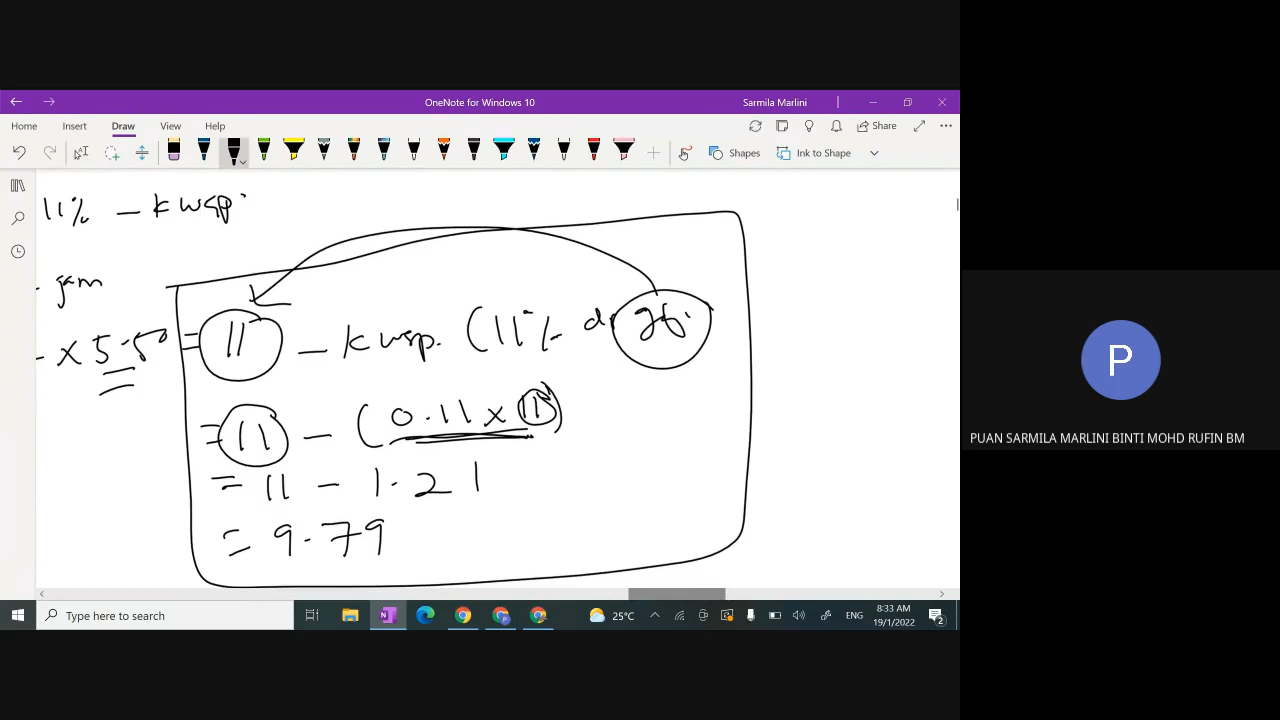 OneNote for Windows 10
Sarmila Marlini
Home Insert Draw View Help
Share
Shapes
Ink to Shape
11% - kwsp
jam
- x 5.50 = 11 - kwsp. (11% dr gaji
= 11 - (0.11 x 11)
= 11 - 1.21
= 9.79
PUAN SARMILA MARLINI BINTI MOHD RUFIN BM
P
Type here to search
25°C
ENG
8:33 AM
19/1/2022
2